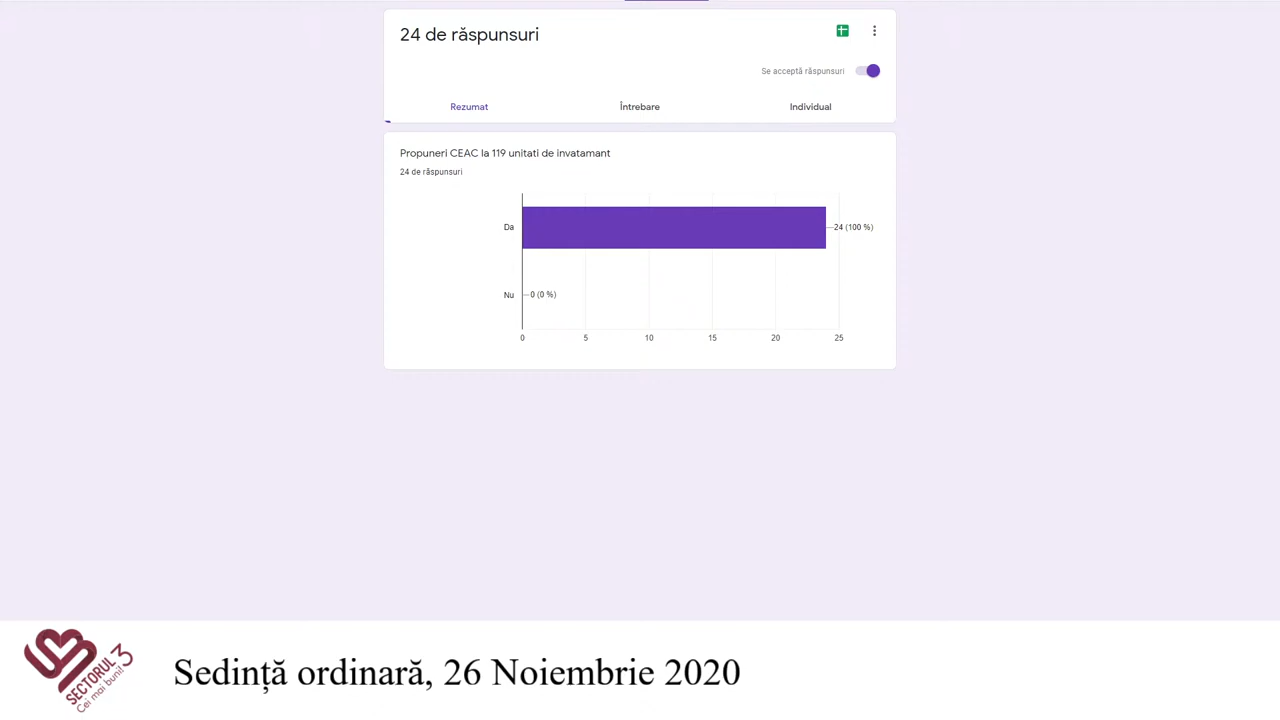 24 de răspunsuri
Se acceptă răspunsuri
Rezumat Întrebare Individual
Propuneri CEAC la 119 unitati de invatamant
24 de răspunsuri
Da 24 (100 %)
Nu 0 (0 %)
0 5 10 15 20 25
SECTORUL 3
Cei mai buni!
Sedință ordinară, 26 Noiembrie 2020